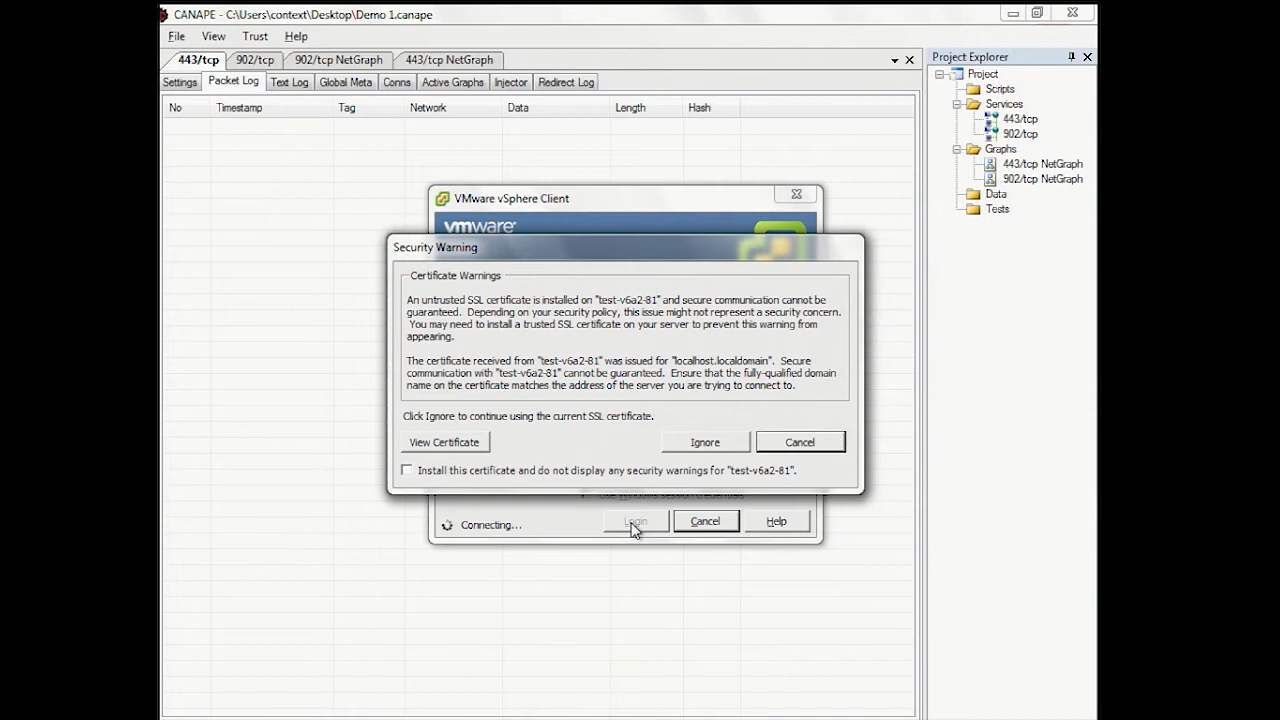 CANAPE - C:\Users\context\Desktop\Demo 1.canape
File View Trust Help
443/tcp 902/tcp 902/tcp NetGraph 443/tcp NetGraph
Settings Packet Log Text Log Global Meta Conns Active Graphs Injector Redirect Log
No Timestamp Tag Network Data Length Hash
Project Explorer
Project
Scripts
Services
443/tcp
902/tcp
Graphs
443/tcp NetGraph
902/tcp NetGraph
Data
Tests
VMware vSphere Client
vmware
Security Warning
Certificate Warnings
An untrusted SSL certificate is installed on "test-v6a2-81" and secure communication cannot be
guaranteed. Depending on your security policy, this issue might not represent a security concern.
You may need to install a trusted SSL certificate on your server to prevent this warning from
appearing.
The certificate received from "test-v6a2-81" was issued for "localhost.localdomain". Secure
communication with "test-v6a2-81" cannot be guaranteed. Ensure that the fully-qualified domain
name on the certificate matches the address of the server you are trying to connect to.
Click Ignore to continue using the current SSL certificate.
View Certificate Ignore Cancel
Install this certificate and do not display any security warnings for "test-v6a2-81".
Connecting... Login Cancel Help